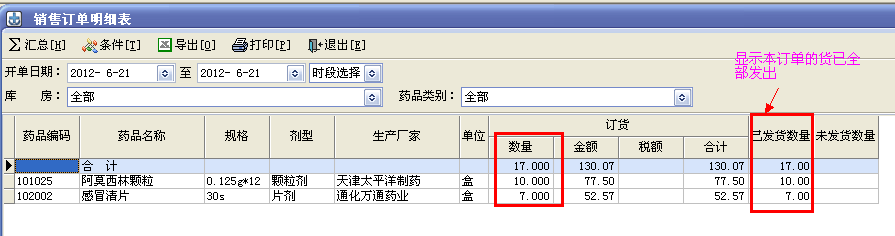 销售订单明细表
Σ汇总[H] 条件[T] 导出[O] 打印[P] 退出[E]
显示本订单的货已全
部发出
开单日期: 2012- 6-21 至 2012- 6-21 时段选择
库 房: 全部 药品类别: 全部
药品编码 药品名称 规格 剂型 生产厂家 单位 订货 已发货数量 未发货数量
数量 金额 税额 合计
合 计 17.000 130.07 130.07 17.00
101025 阿莫西林颗粒 0.125g*12 颗粒剂 天津太平洋制药 盒 10.000 77.50 77.50 10.00
102002 感冒清片 30s 片剂 通化万通药业 盒 7.000 52.57 52.57 7.00